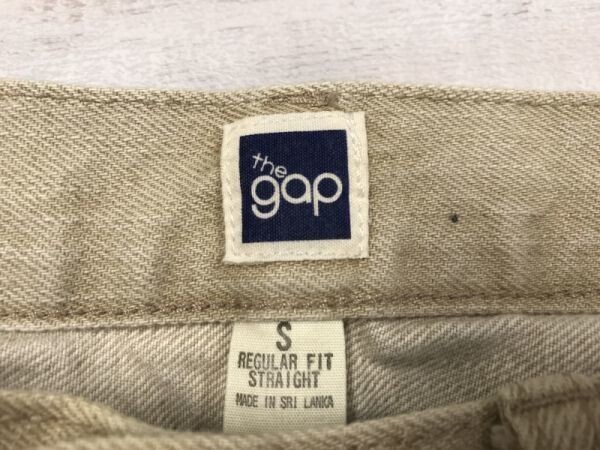 the
gap
S
REGULAR FIT
STRAIGHT
MADE IN SRI LANKA